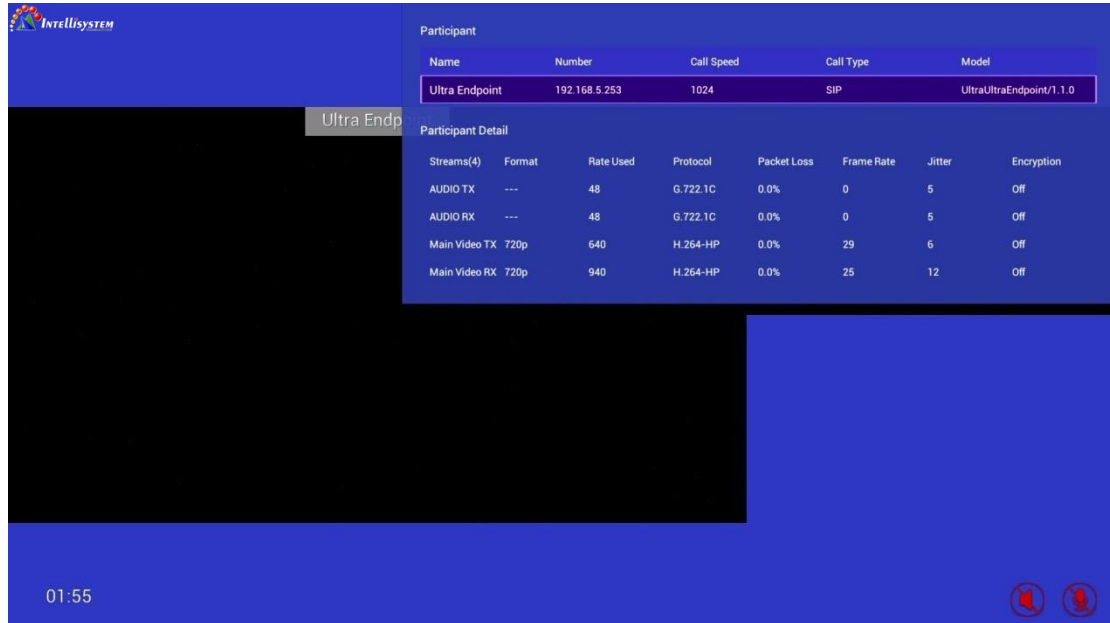 INTELLISYSTEM
Participant
Name Number Call Speed Call Type Model
Ultra Endpoint 192.168.5.253 1024 SIP UltraUltraEndpoint/1.1.0
Ultra Endp
Participant Detail
Streams(4) Format Rate Used Protocol Packet Loss Frame Rate Jitter Encryption
AUDIO TX --- 48 G.722.1C 0.0% 0 5 Off
AUDIO RX --- 48 G.722.1C 0.0% 0 5 Off
Main Video TX 720p 640 H.264-HP 0.0% 29 6 Off
Main Video RX 720p 940 H.264-HP 0.0% 25 12 Off
01:55